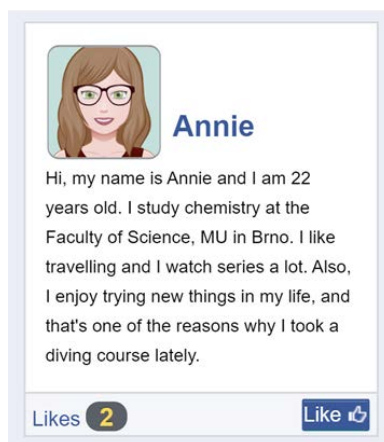 Annie
Hi, my name is Annie and I am 22
years old. I study chemistry at the
Faculty of Science, MU in Brno. I like
travelling and I watch series a lot. Also,
I enjoy trying new things in my life, and
that's one of the reasons why I took a
diving course lately.
Likes 2
Like